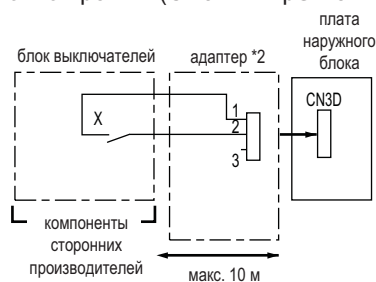 плата
наружного
блока
блок выключателей
адаптер *2
CN3D
X
1
2
3
компоненты
сторонних
производителей
макс. 10 м